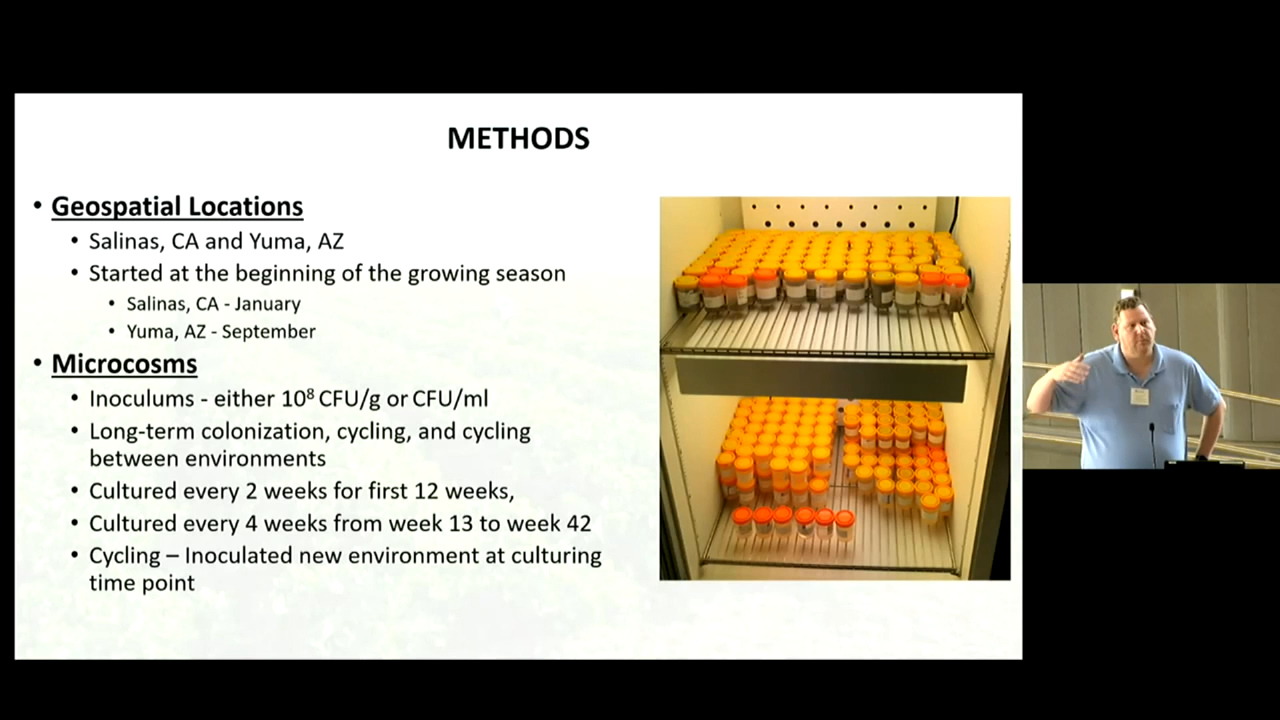 METHODS
• Geospatial Locations
• Salinas, CA and Yuma, AZ
• Started at the beginning of the growing season
• Salinas, CA - January
• Yuma, AZ - September
• Microcosms
• Inoculums - either 10⁸ CFU/g or CFU/ml
• Long-term colonization, cycling, and cycling
between environments
• Cultured every 2 weeks for first 12 weeks,
• Cultured every 4 weeks from week 13 to week 42
• Cycling – Inoculated new environment at culturing
time point